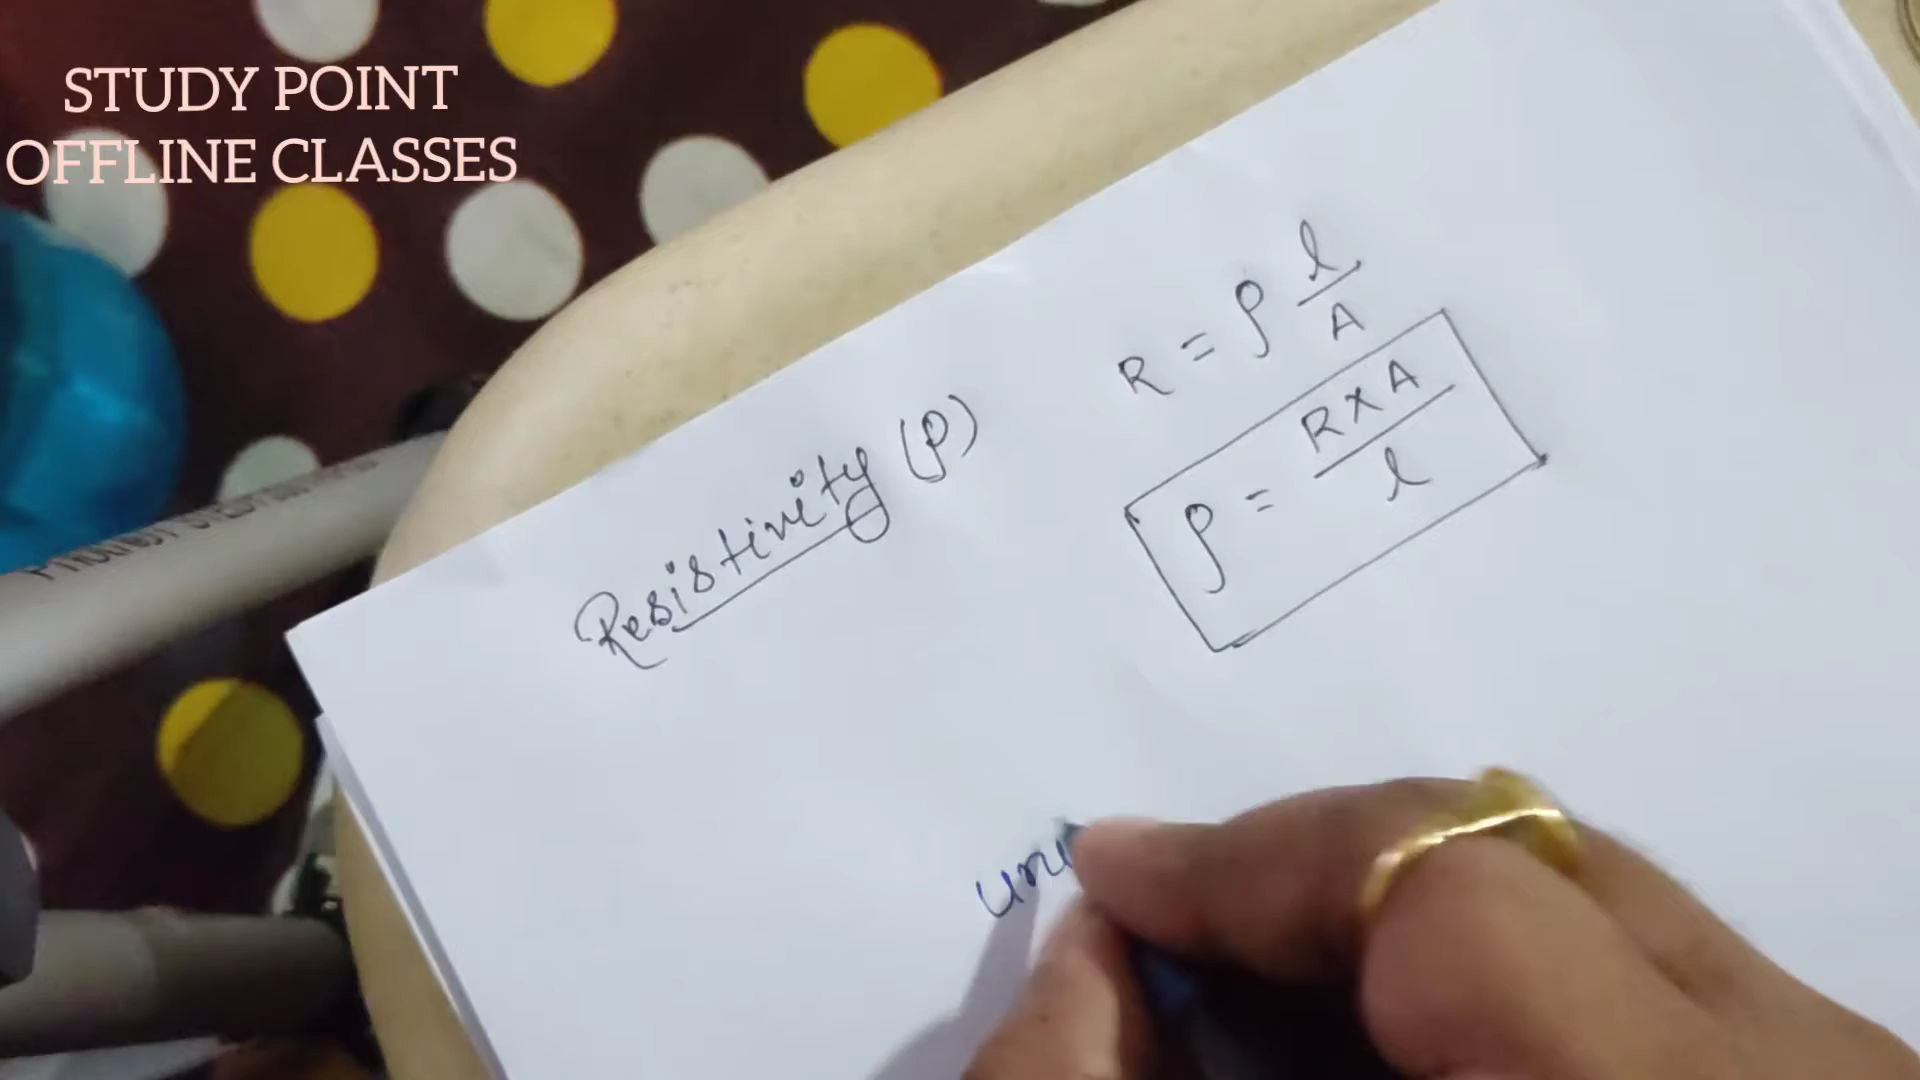 STUDY POINT
OFFLINE CLASSES
R = ρ l/A
ρ = R×A/l
Resistivity (ρ)